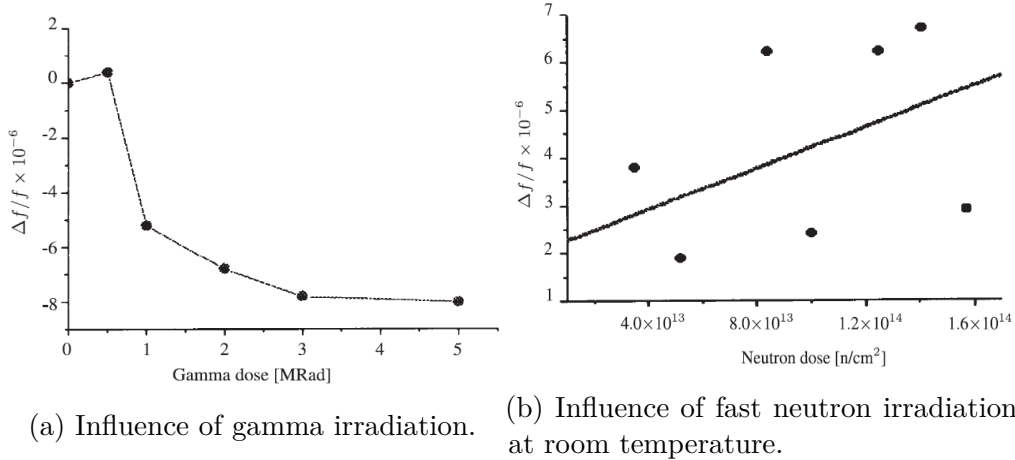 2
0
-2
-4
-6
-8
Δf/f × 10⁻⁶
0 1 2 3 4 5
Gamma dose [MRad]
(a) Influence of gamma irradiation.
7
6
5
4
3
2
1
Δf/f × 10⁻⁶
4.0×10¹³ 8.0×10¹³ 1.2×10¹⁴ 1.6×10¹⁴
Neutron dose [n/cm²]
(b) Influence of fast neutron irradiation
at room temperature.